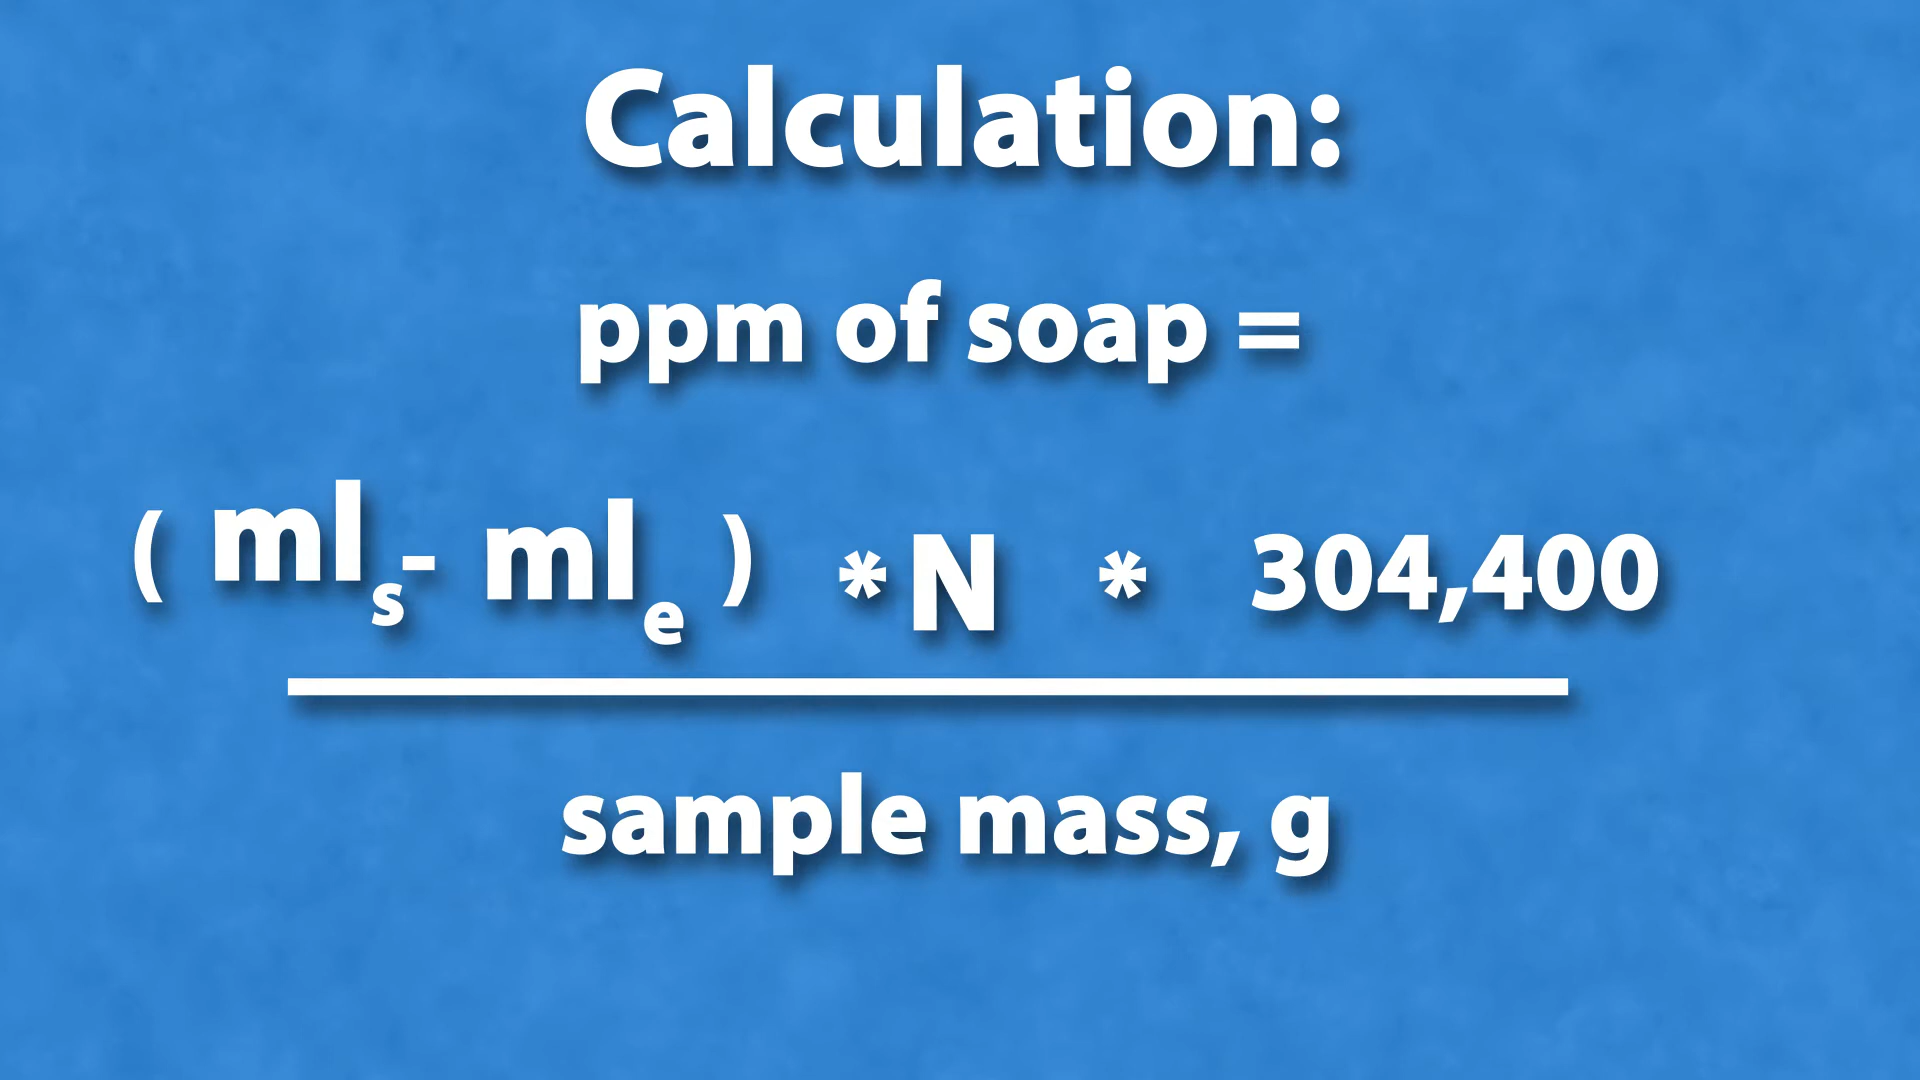 Calculation:
ppm of soap =
( mls- mle ) * N * 304,400
sample mass, g